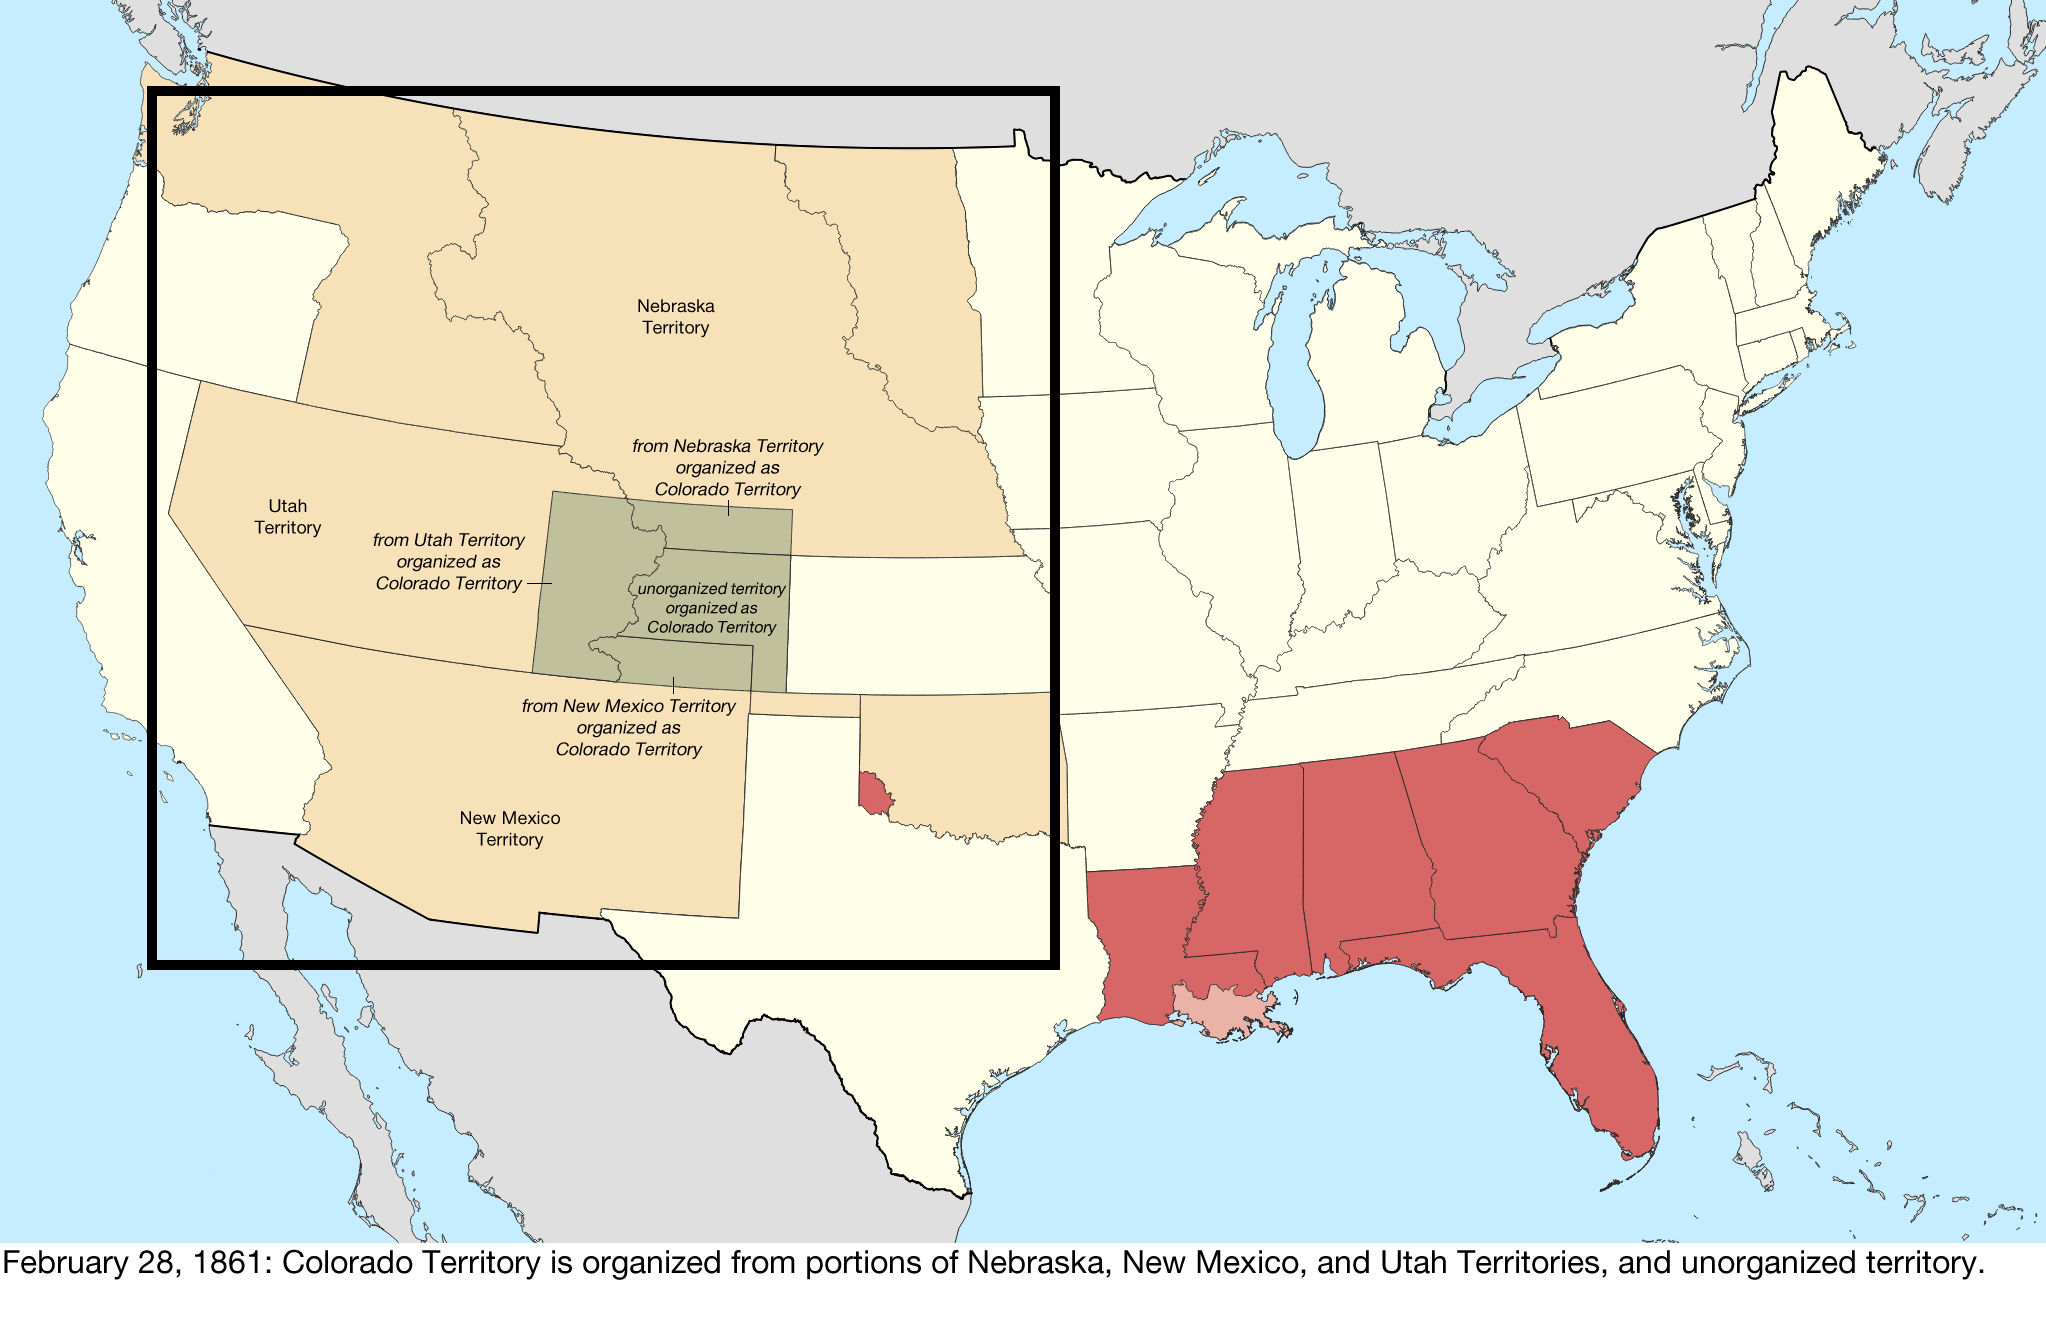 Nebraska
Territory
from Nebraska Territory
organized as
Colorado Territory
Utah
Territory
from Utah Territory
organized as
Colorado Territory
unorganized territory
organized as
Colorado Territory
from New Mexico Territory
organized as
Colorado Territory
New Mexico
Territory
February 28, 1861: Colorado Territory is organized from portions of Nebraska, New Mexico, and Utah Territories, and unorganized territory.